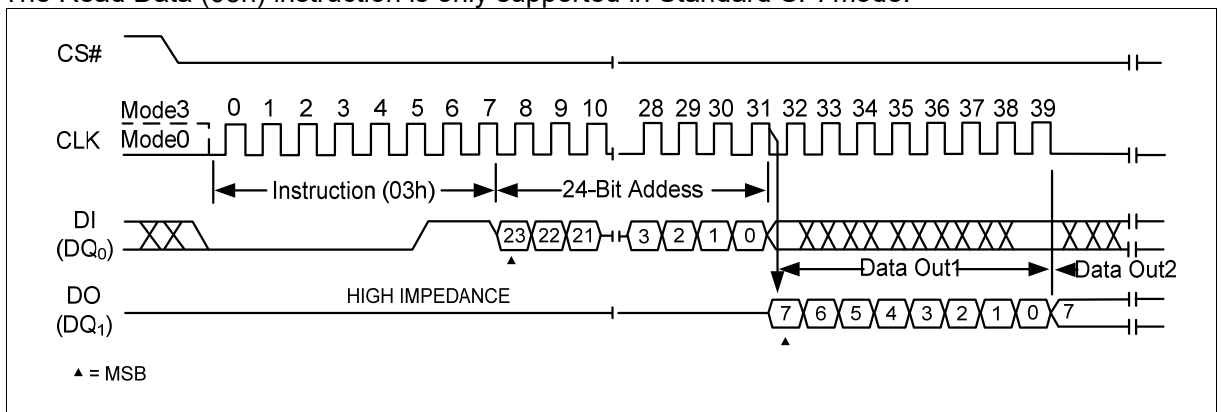 The Read Data (03h) instruction is only supported in Standard SPI mode.
CS#
Mode3 0 1 2 3 4 5 6 7 8 9 10 28 29 30 31 32 33 34 35 36 37 38 39
CLK Mode0
Instruction (03h) 24-Bit Addess
DI
(DQ0) 23 22 21 3 2 1 0
Data Out1 Data Out2
DO HIGH IMPEDANCE
(DQ1) 7 6 5 4 3 2 1 0 7
▲ = MSB